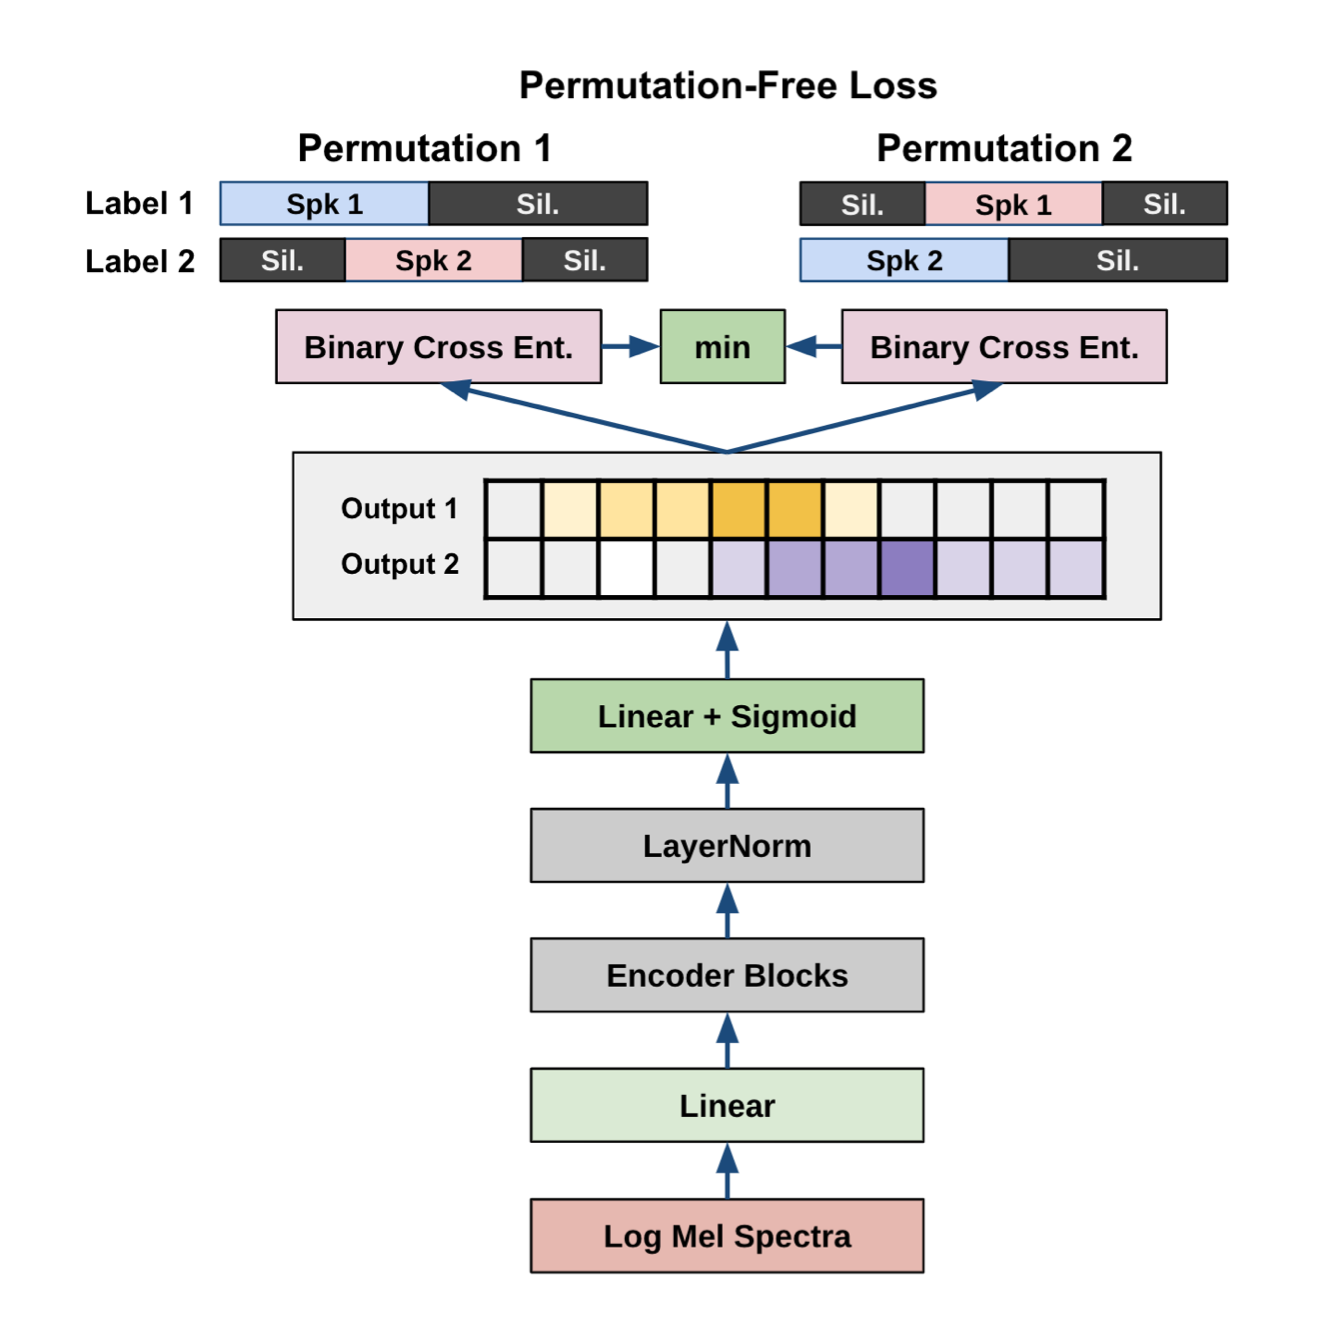 Permutation-Free Loss
Permutation 1 Permutation 2
Label 1 Spk 1 Sil. Sil. Spk 1 Sil.
Label 2 Sil. Spk 2 Sil. Spk 2 Sil.
Binary Cross Ent. min Binary Cross Ent.
Output 1
Output 2
Linear + Sigmoid
LayerNorm
Encoder Blocks
Linear
Log Mel Spectra